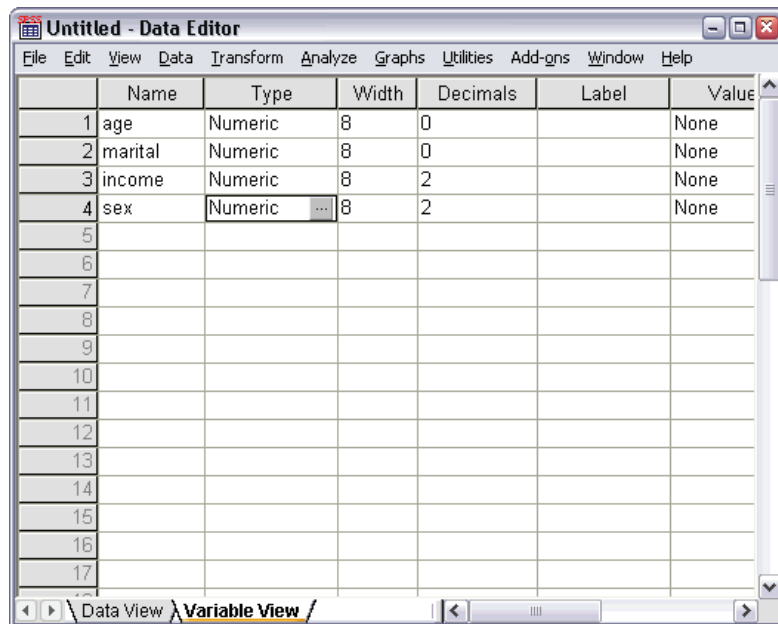 SPSS Untitled - Data Editor
File Edit View Data Transform Analyze Graphs Utilities Add-ons Window Help
Name Type Width Decimals Label Value
1 age Numeric 8 0 None
2 marital Numeric 8 0 None
3 income Numeric 8 2 None
4 sex Numeric ... 8 2 None
5
6
7
8
9
10
11
12
13
14
15
16
17
Data View Variable View